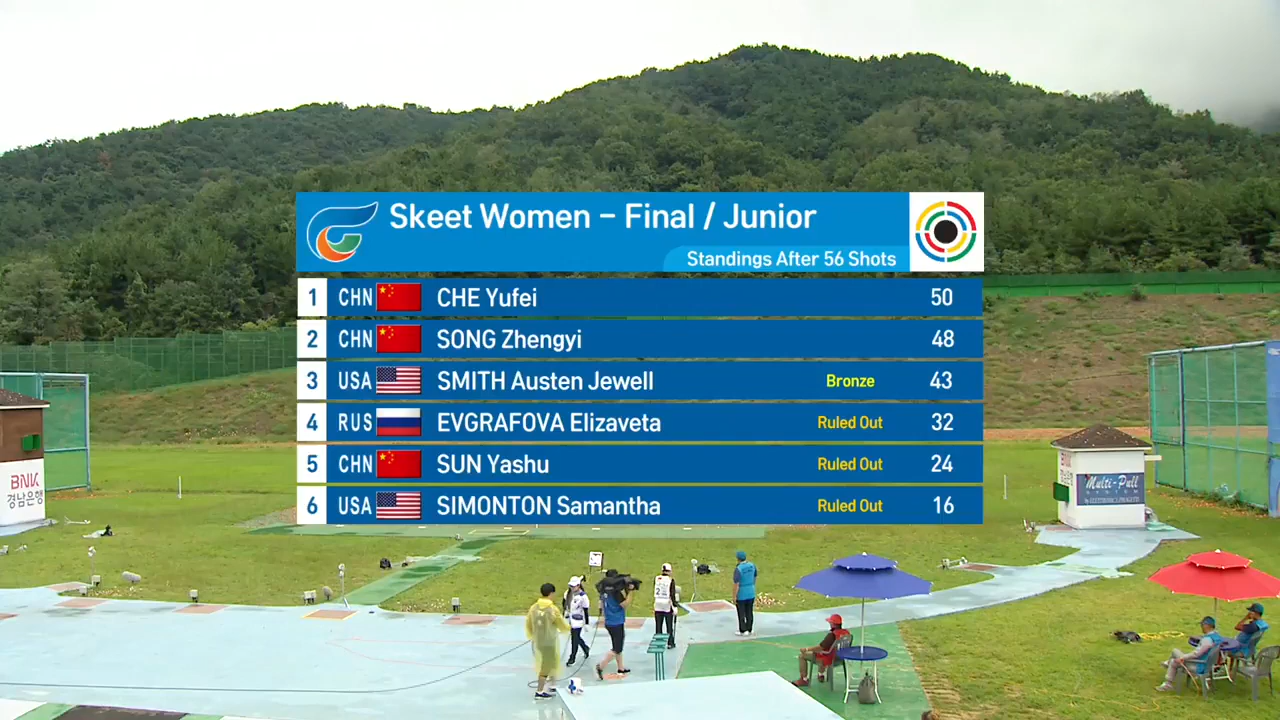 Skeet Women – Final / Junior
Standings After 56 Shots
1 CHN CHE Yufei 50
2 CHN SONG Zhengyi 48
3 USA SMITH Austen Jewell Bronze 43
4 RUS EVGRAFOVA Elizaveta Ruled Out 32
5 CHN SUN Yashu Ruled Out 24
6 USA SIMONTON Samantha Ruled Out 16
BNK
경남은행
BNK
Multi-Pull
SYSTEM